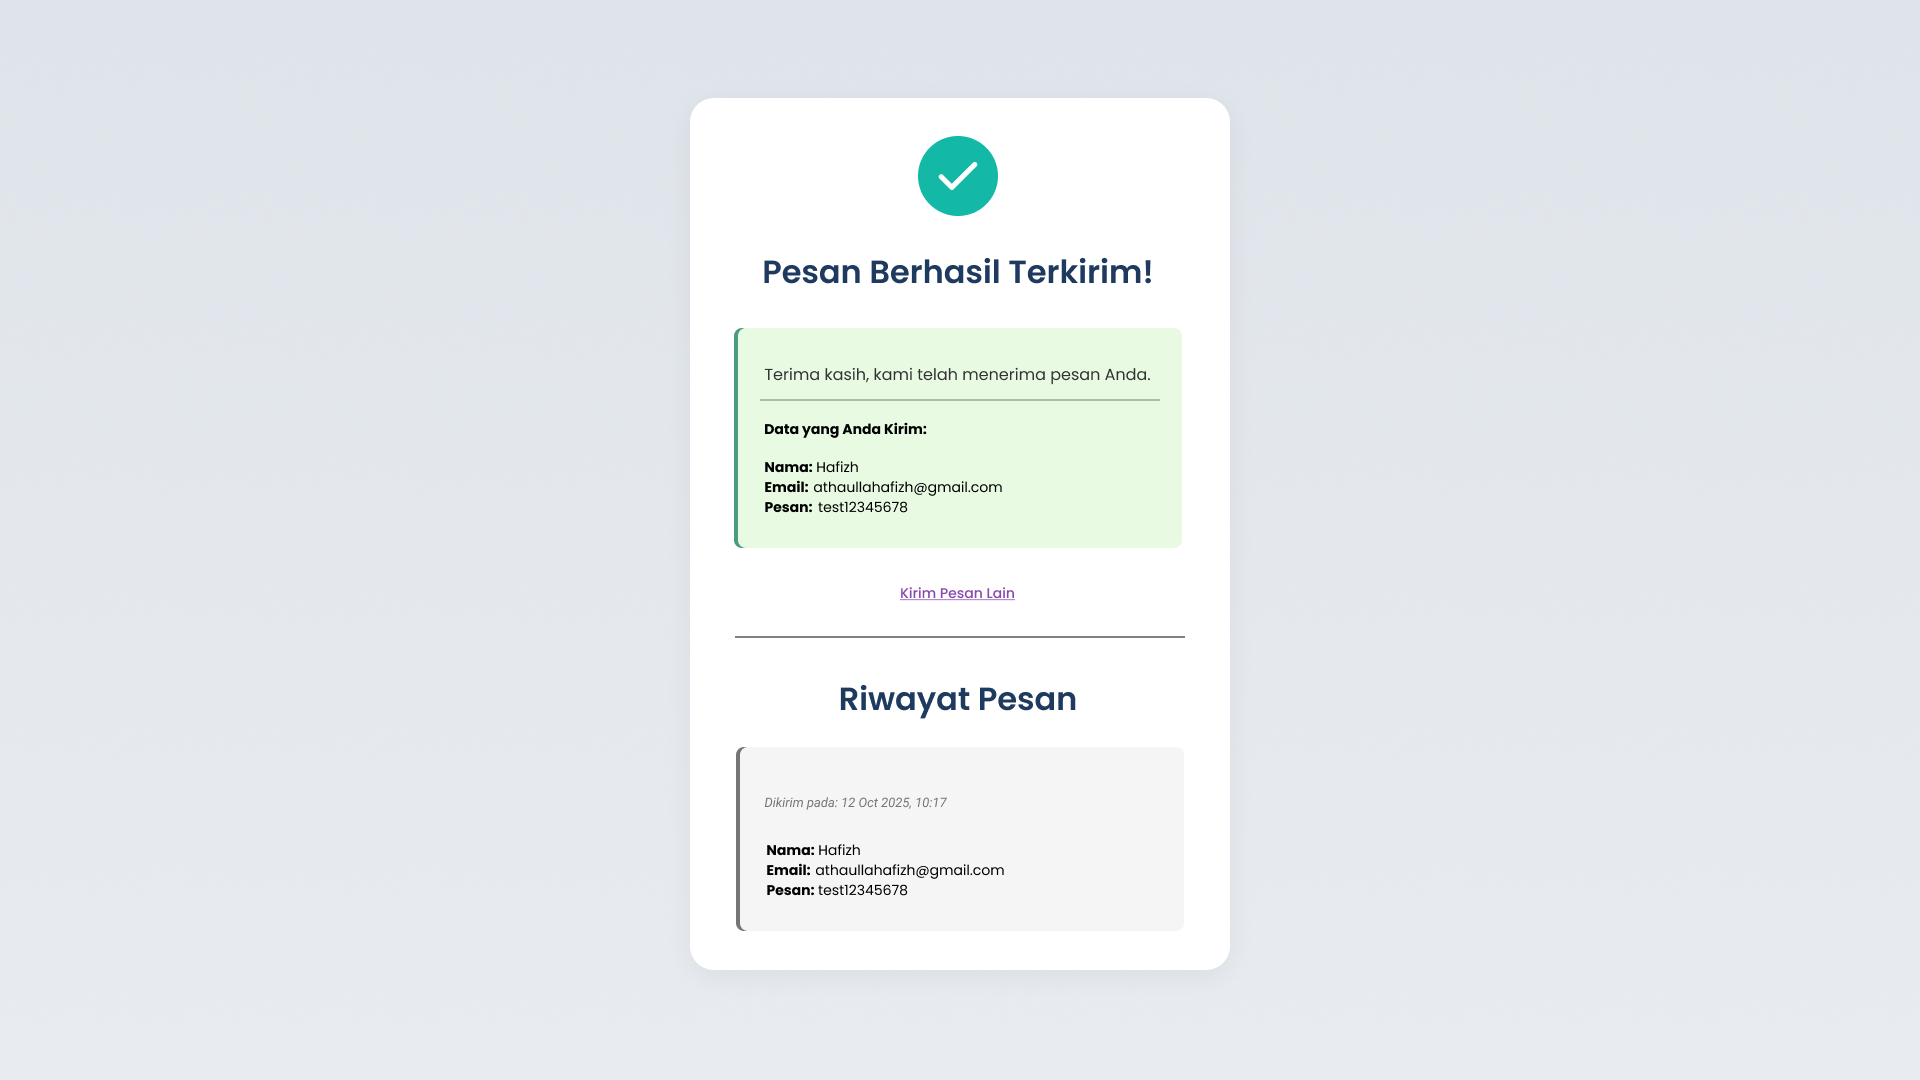 Pesan Berhasil Terkirim!
Terima kasih, kami telah menerima pesan Anda.
Data yang Anda Kirim:
Nama: Hafizh
Email: athaullahafizh@gmail.com
Pesan: test12345678
Kirim Pesan Lain
Riwayat Pesan
Dikirim pada: 12 Oct 2025, 10:17
Nama: Hafizh
Email: athaullahafizh@gmail.com
Pesan: test12345678